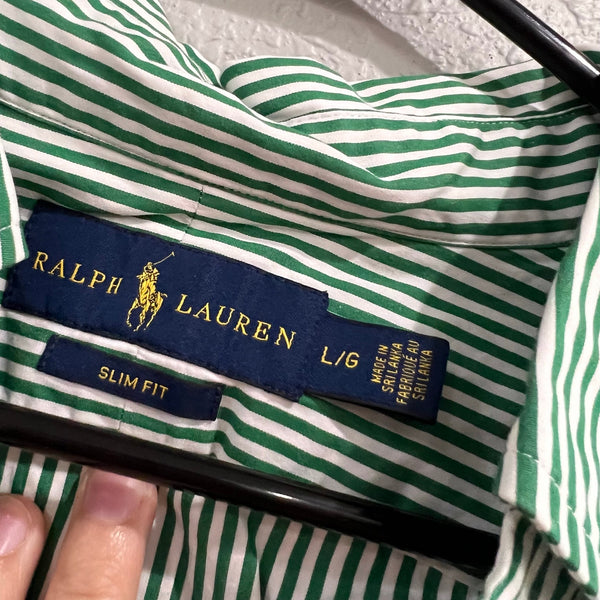 RALPH LAUREN
SLIM FIT
L/G
MADE IN
SRI LANKA
FABRIQUÉ AU
SRI LANKA